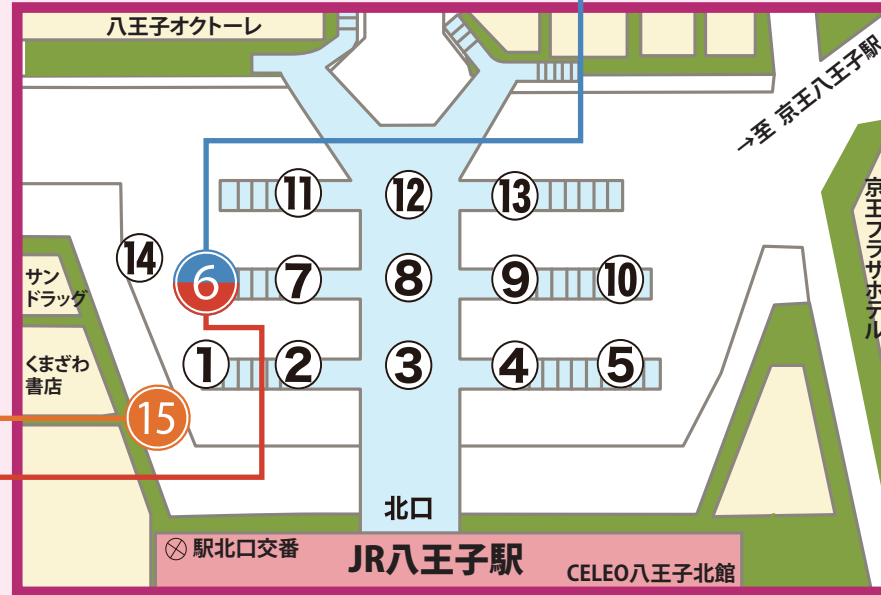 八王子オクトーレ
→至 京王八王子駅
京王プラザホテル
⑪
⑫
⑬
⑭
6
⑦
⑧
⑨
⑩
サン
ドラッグ
①
②
③
④
⑤
くまざわ
書店
15
北口
駅北口交番
JR八王子駅
CELEO八王子北館